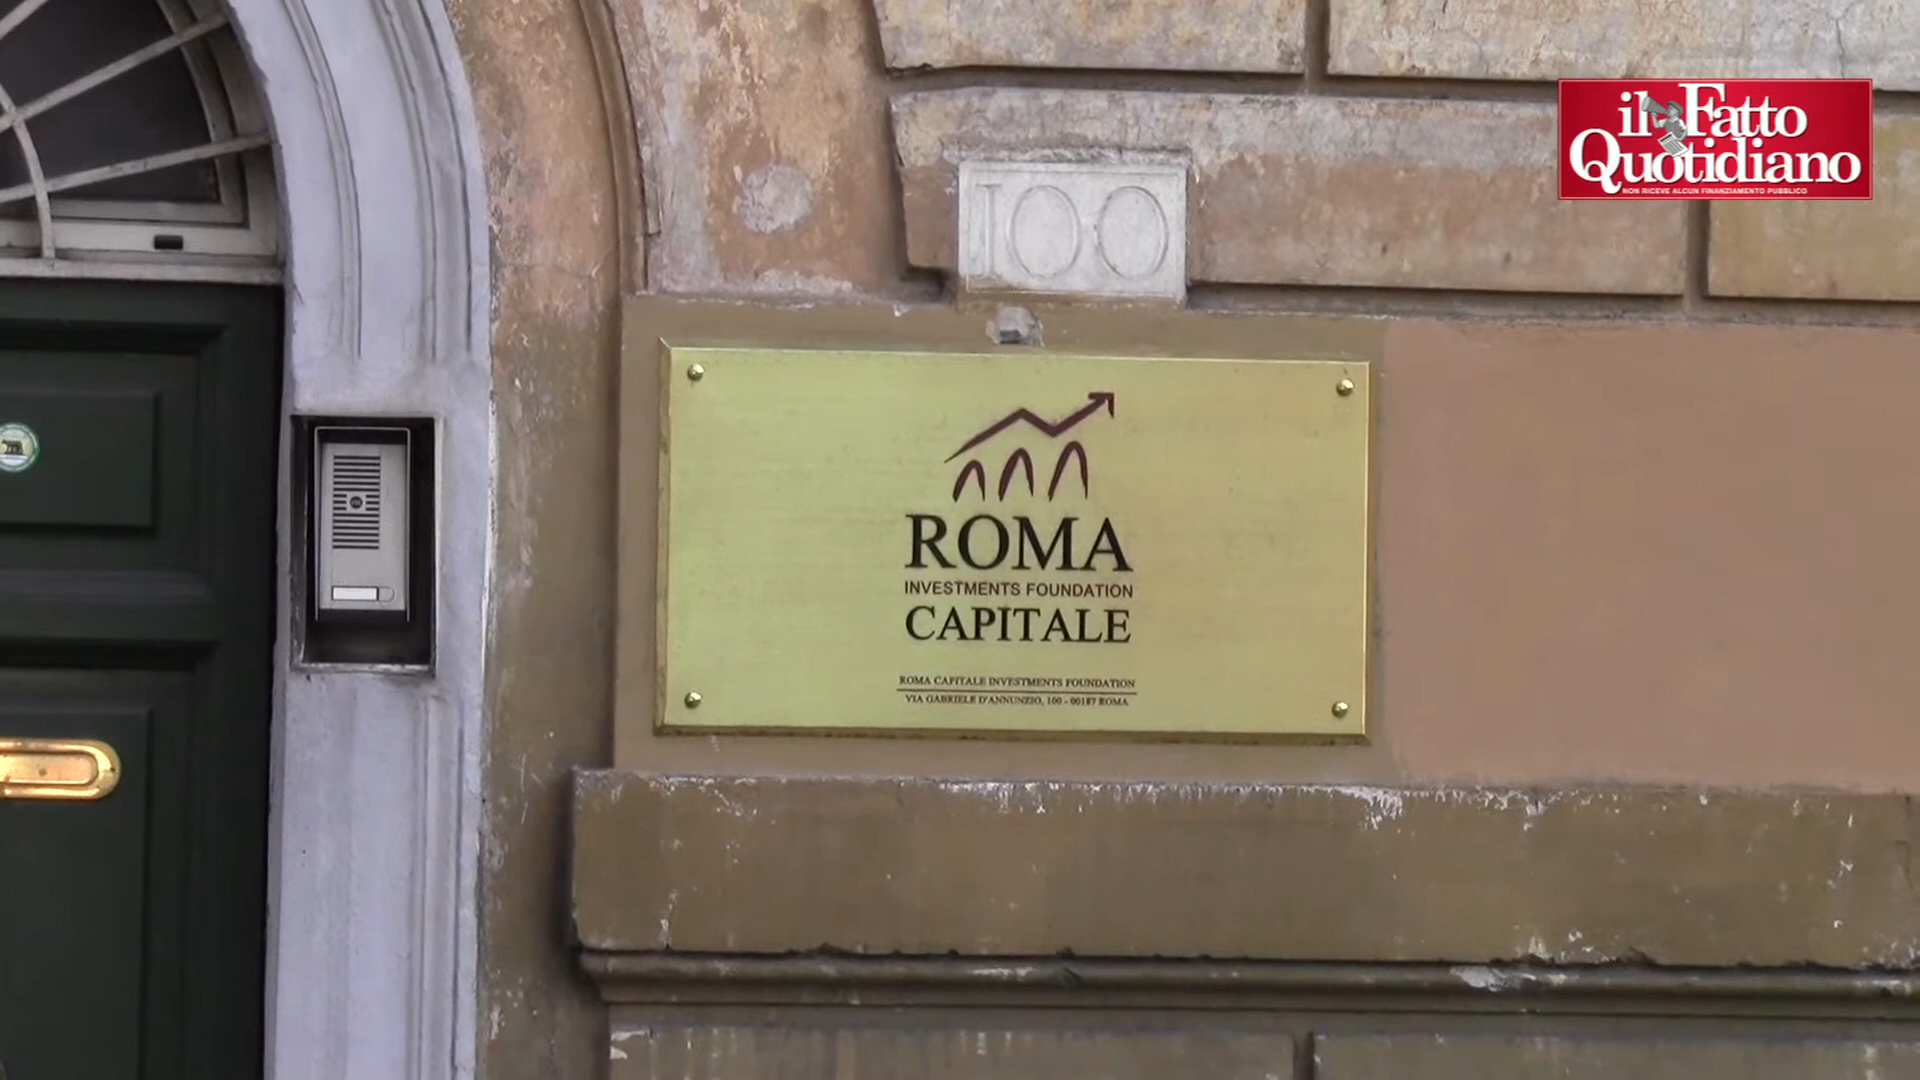 il Fatto
Quotidiano
NON RICEVE ALCUN FINANZIAMENTO PUBBLICO
100
ROMA
INVESTMENTS FOUNDATION
CAPITALE
ROMA CAPITALE INVESTMENTS FOUNDATION
VIA GABRIELE D'ANNUNZIO, 100 - 00187 ROMA